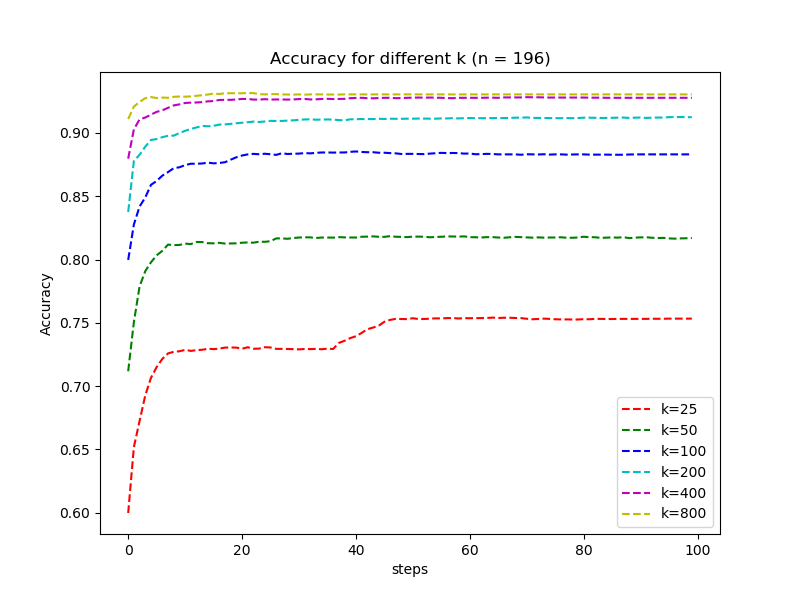 Accuracy for different k (n = 196)
Accuracy
0.90
0.85
0.80
0.75
0.70
0.65
0.60
k=25
k=50
k=100
k=200
k=400
k=800
0 20 40 60 80 100
steps